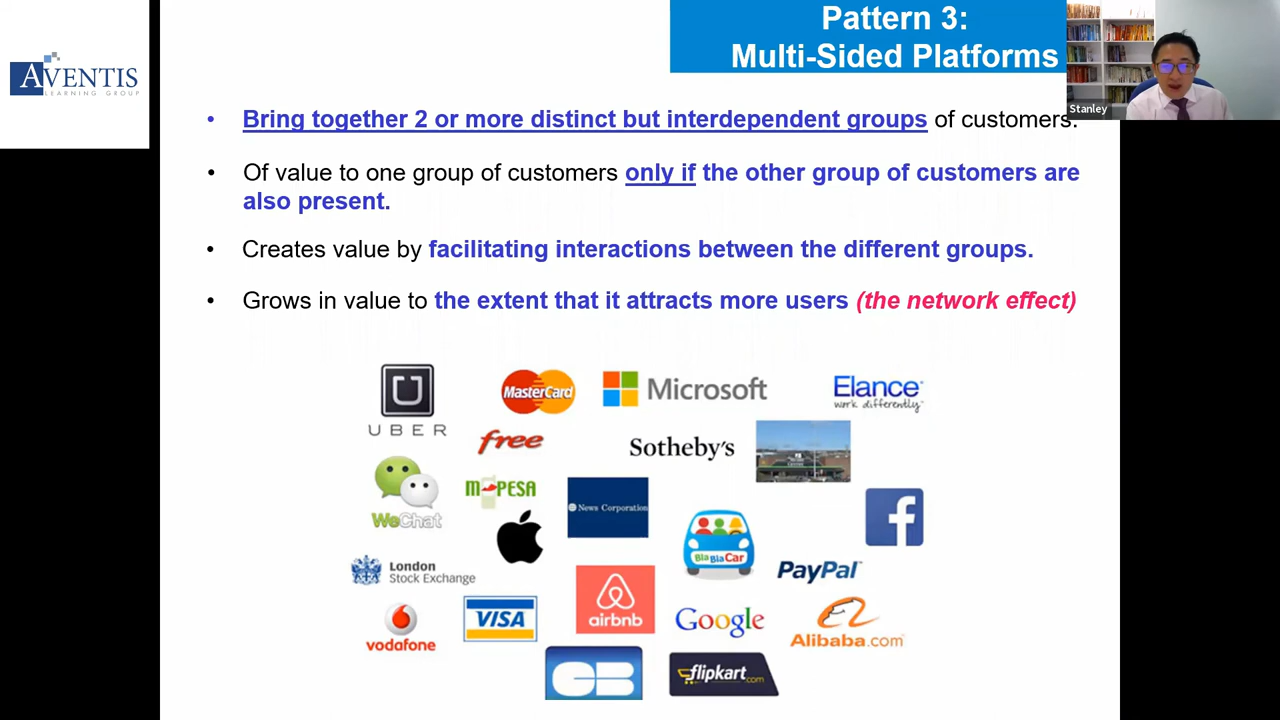 AVENTIS
LEARNING GROUP
Pattern 3:
Multi-Sided Platforms
Stanley
• Bring together 2 or more distinct but interdependent groups of customers.
• Of value to one group of customers only if the other group of customers are
also present.
• Creates value by facilitating interactions between the different groups.
• Grows in value to the extent that it attracts more users (the network effect)
UBER
MasterCard
Microsoft
Elance
work differently
free
Sotheby's
WeChat
M-PESA
News Corporation
BlaBlaCar
f
London
Stock Exchange
PayPal
vodafone
VISA
airbnb
Google
Alibaba.com
CB
flipkart.com